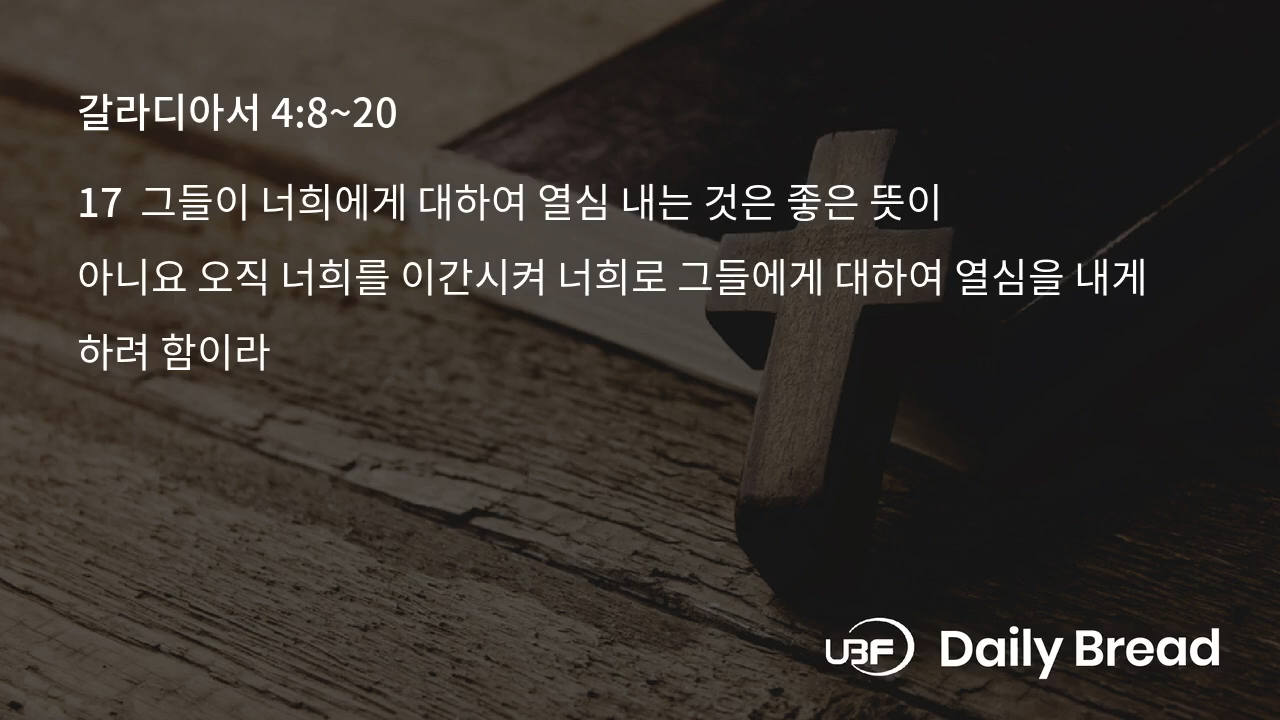 갈라디아서 4:8~20
17 그들이 너희에게 대하여 열심 내는 것은 좋은 뜻이
아니요 오직 너희를 이간시켜 너희로 그들에게 대하여 열심을 내게
하려 함이라
UBF Daily Bread